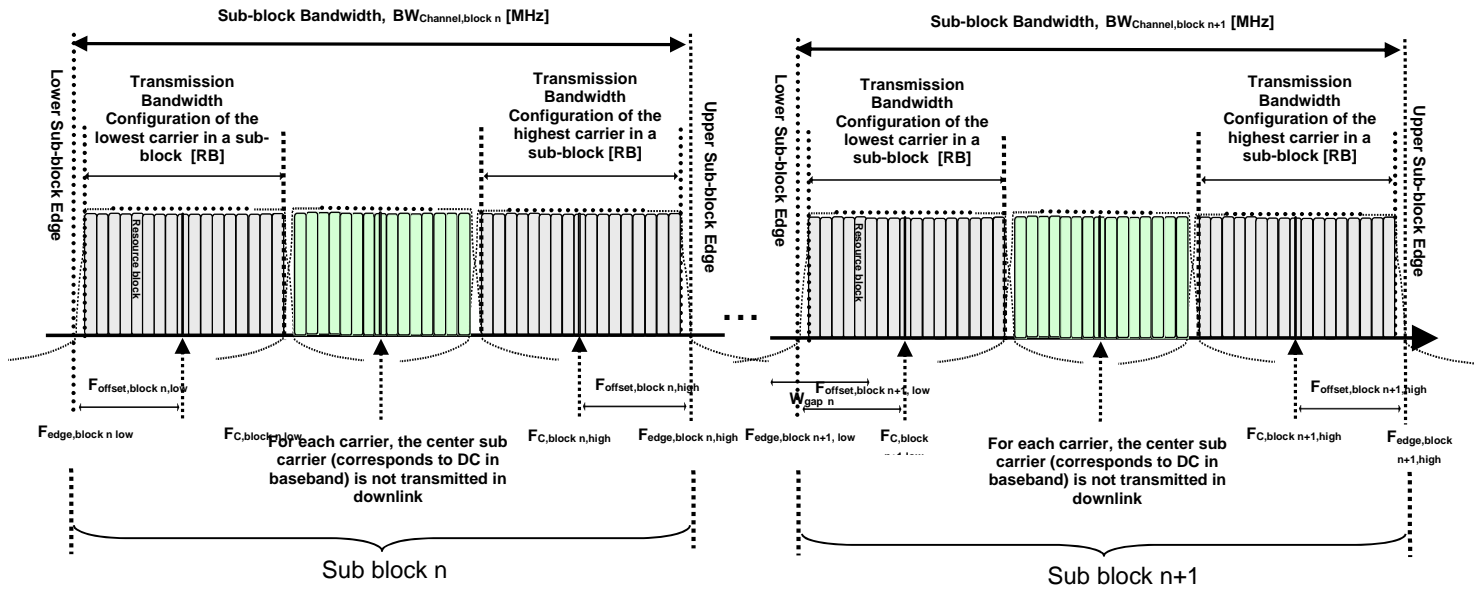 Sub-block Bandwidth, BWChannel,block n [MHz]
Sub-block Bandwidth, BWChannel,block n+1 [MHz]
Lower Sub-block Edge
Transmission
Bandwidth
Configuration of the
lowest carrier in a sub-
block [RB]
Transmission
Bandwidth
Configuration of the
highest carrier in a
sub-block [RB]
Upper Sub-block Edge
Lower Sub-block Edge
Transmission
Bandwidth
Configuration of the
lowest carrier in a
sub-block [RB]
Transmission
Bandwidth
Configuration of the
highest carrier in a
sub-block [RB]
Upper Sub-block Edge
Resource block
Resource block
...
Foffset,block n,low
Foffset,block n,high
Foffset,block n+1, low
Wgap n
Foffset,block n+1,high
Fedge,block n low
FC,block n,low
FC,block n,high
Fedge,block n,high
Fedge,block n+1, low
FC,block
n+1,low
FC,block n+1,high
Fedge,block
n+1,high
For each carrier, the center sub
carrier (corresponds to DC in
baseband) is not transmitted in
downlink
For each carrier, the center sub
carrier (corresponds to DC in
baseband) is not transmitted in
downlink
Sub block n
Sub block n+1